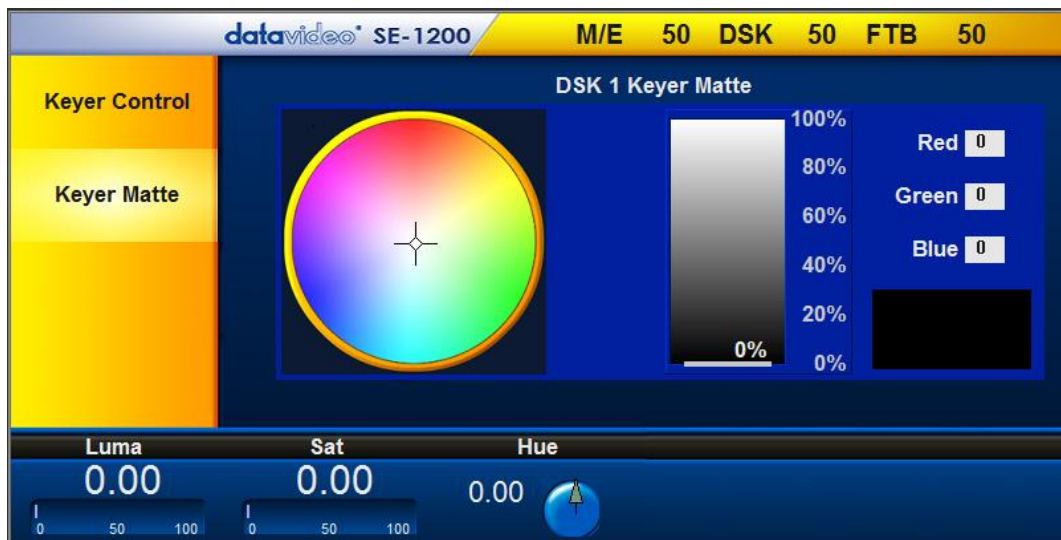 datavideo SE-1200 M/E 50 DSK 50 FTB 50
Keyer Control
Keyer Matte
DSK 1 Keyer Matte
100%
80%
60%
40%
20%
0%
0%
Red 0
Green 0
Blue 0
Luma Sat Hue
0.00 0.00 0.00
0 50 100 0 50 100